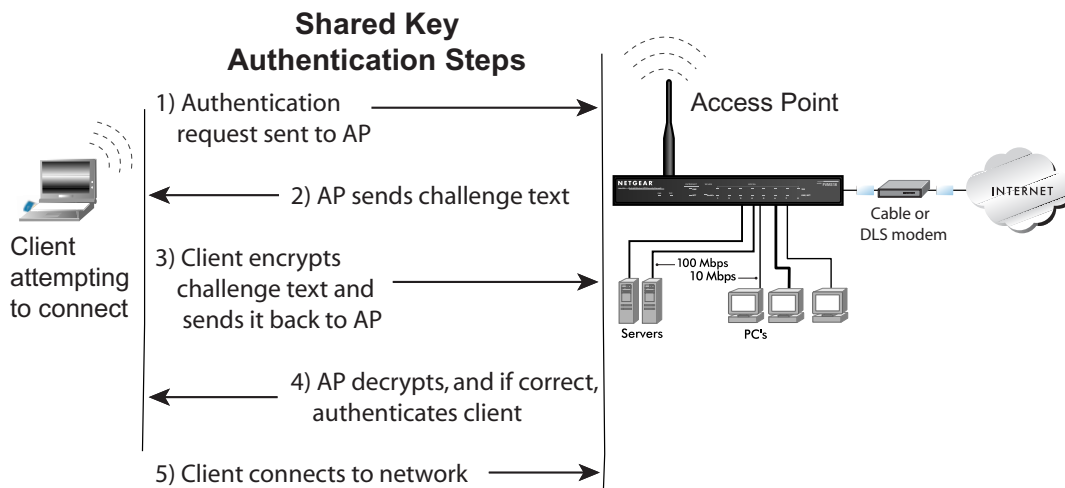 Shared Key
Authentication Steps
1) Authentication
request sent to AP
2) AP sends challenge text
3) Client encrypts
challenge text and
sends it back to AP
4) AP decrypts, and if correct,
authenticates client
5) Client connects to network
Client
attempting
to connect
Access Point
NETGEAR
INTERNET
Cable or
DLS modem
100 Mbps
10 Mbps
Servers
PC's